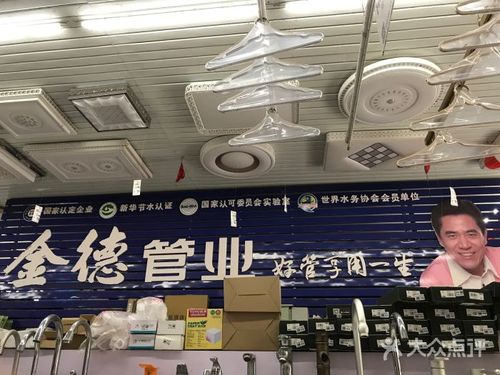 国家认定企业 新华节水认证 国家认可委员会实验室 世界水务协会会员单位
金德管业 好管享用一生
大众点评